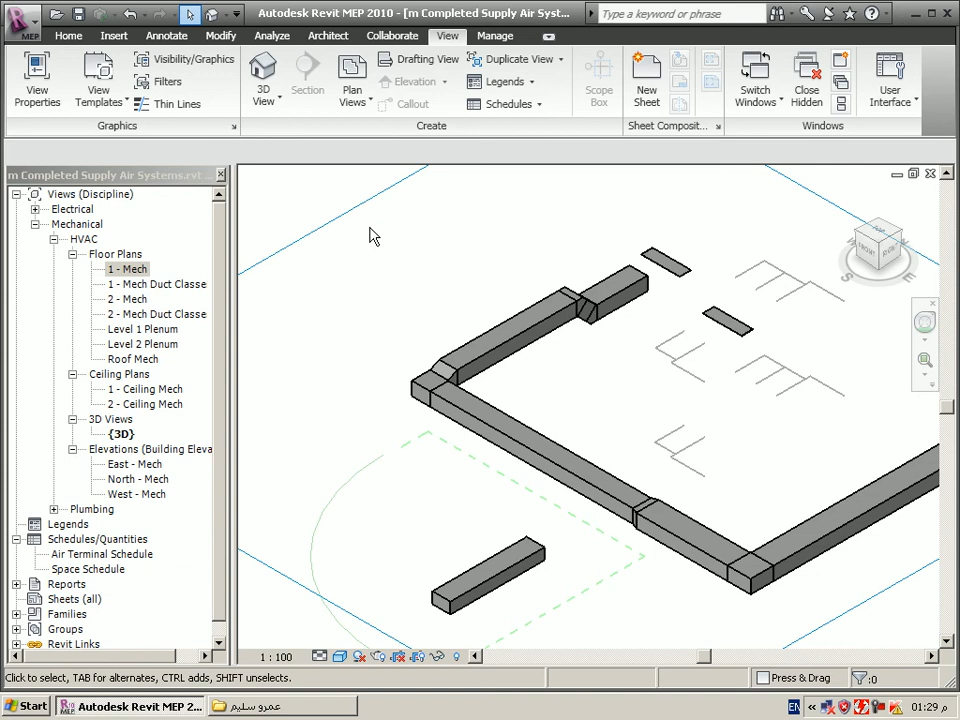 Autodesk Revit MEP 2010 - [m Completed Supply Air Syst...
Type a keyword or phrase
MEP
Home Insert Annotate Modify Analyze Architect Collaborate View Manage
View Properties
View Templates
Visibility/Graphics
Filters
Thin Lines
3D View
Section
Plan Views
Drafting View
Elevation
Callout
Duplicate View
Legends
Schedules
Scope Box
New Sheet
Switch Windows
Close Hidden
User Interface
Graphics
Create
Sheet Composit...
Windows
m Completed Supply Air Systems.rvt
Views (Discipline)
Electrical
Mechanical
HVAC
Floor Plans
1 - Mech
1 - Mech Duct Classe
2 - Mech
2 - Mech Duct Classe
Level 1 Plenum
Level 2 Plenum
Roof Mech
Ceiling Plans
1 - Ceiling Mech
2 - Ceiling Mech
3D Views
{3D}
Elevations (Building Eleva
East - Mech
North - Mech
West - Mech
Plumbing
Legends
Schedules/Quantities
Air Terminal Schedule
Space Schedule
Reports
Sheets (all)
Families
Groups
Revit Links
FRONT
S
1 : 100
Click to select, TAB for alternates, CTRL adds, SHIFT unselects.
Press & Drag
:0
Start
Autodesk Revit MEP 2...
عمرو سليم
EN
01:29 م